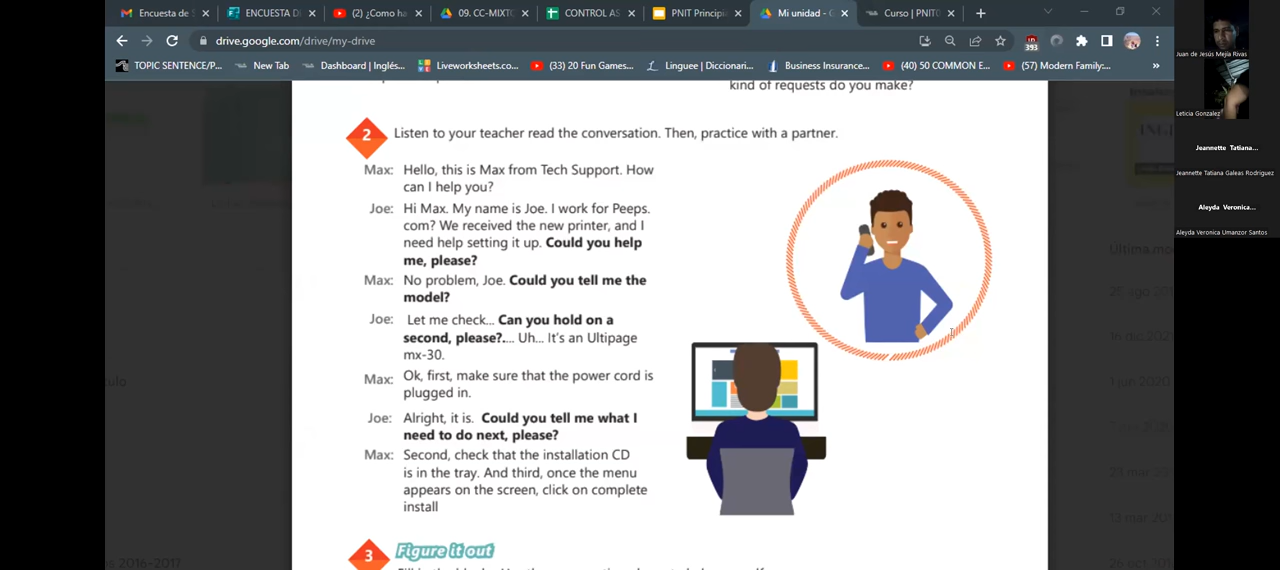 Encuesta de S
ENCUESTA DE
(2) ¿Como ha
09. CC-MIXTO
CONTROL AS
PNIT Principi
Mi unidad - G
Curso | PNIT
drive.google.com/drive/my-drive
393
TOPIC SENTENCE/P...
New Tab
Dashboard | Inglés...
Liveworksheets.co...
(33) 20 Fun Games...
Linguee | Diccionari...
Business Insurance...
(40) 50 COMMON E...
(57) Modern Family:...
»
kind of requests do you make?
2 Listen to your teacher read the conversation. Then, practice with a partner.
Max: Hello, this is Max from Tech Support. How
can I help you?
Joe: Hi Max. My name is Joe. I work for Peeps.
com? We received the new printer, and I
need help setting it up. Could you help
me, please?
Max: No problem, Joe. Could you tell me the
model?
Joe: Let me check... Can you hold on a
second, please?.... Uh... It's an Ultipage
mx-30.
Max: Ok, first, make sure that the power cord is
plugged in.
Joe: Alright, it is. Could you tell me what I
need to do next, please?
Max: Second, check that the installation CD
is in the tray. And third, once the menu
appears on the screen, click on complete
install
3 Figure it out
Juan de Jesús Mejía Rivas
Leticia Gonzalez
Jeannette Tatiana...
Jeannette Tatiana Galeas Rodriguez
Aleyda Veronica...
Aleyda Veronica Umanzor Santos